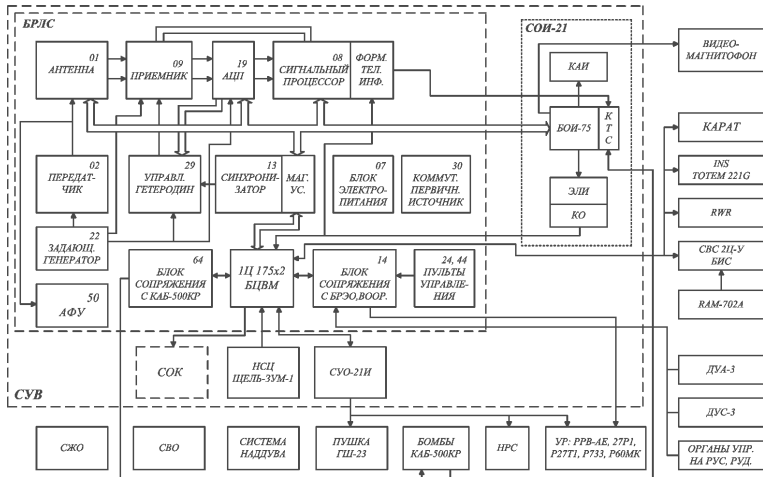 БРЛС
СОИ-21
01
АНТЕННА
09
ПРИЕМНИК
19
АЦП
08
СИГНАЛЬНЫЙ
ПРОЦЕССОР
ФОРМ.
ТЕЛ.
ИНФ.
КАИ
БОИ-75
К
Т
С
ЭЛИ
КО
ВИДЕО-
МАГНИТОФОН
КАРАТ
INS
TOTEM 221G
RWR
СВС 2Ц-У
БИС
RAM-702A
02
ПЕРЕДАТ-
ЧИК
29
УПРАВЛ.
ГЕТЕРОДИН
13
СИНХРОНИ-
ЗАТОР
МАГ.
УС.
07
БЛОК
ЭЛЕКТРО-
ПИТАНИЯ
30
КОММУТ.
ПЕРВИЧН.
ИСТОЧНИК
22
ЗАДАЮЩ.
ГЕНЕРАТОР
64
БЛОК
СОПРЯЖЕНИЯ
С КАБ-500КР
1Ц 175x2
БЦВМ
14
БЛОК
СОПРЯЖЕНИЯ
С БРЭО,ВООР.
24, 44
ПУЛЬТЫ
УПРАВЛЕ-
НИЯ
50
АФУ
СОК
НСЦ
ЩЕЛЬ-ЗУМ-1
СУО-21И
СУВ
ДУА-3
ДУС-3
СЖО
СВО
СИСТЕМА
НАДДУВА
ПУШКА
ГШ-23
БОМБЫ
КАБ-500КР
НРС
УР: РРВ-АЕ, 27Р1,
Р27Т1, Р733, Р60МК
ОРГАНЫ УПР.
НА РУС, РУД.